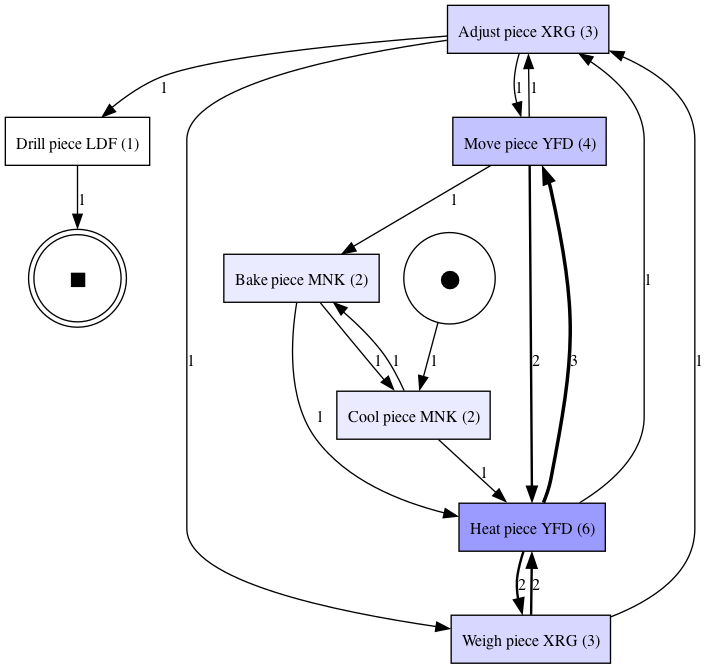 Adjust piece XRG (3)
1
1 1
Drill piece LDF (1)
Move piece YFD (4)
1
1
Bake piece MNK (2)
1
1
2
3
1
1
1
1
1
Cool piece MNK (2)
1
1
Heat piece YFD (6)
2 2
Weigh piece XRG (3)